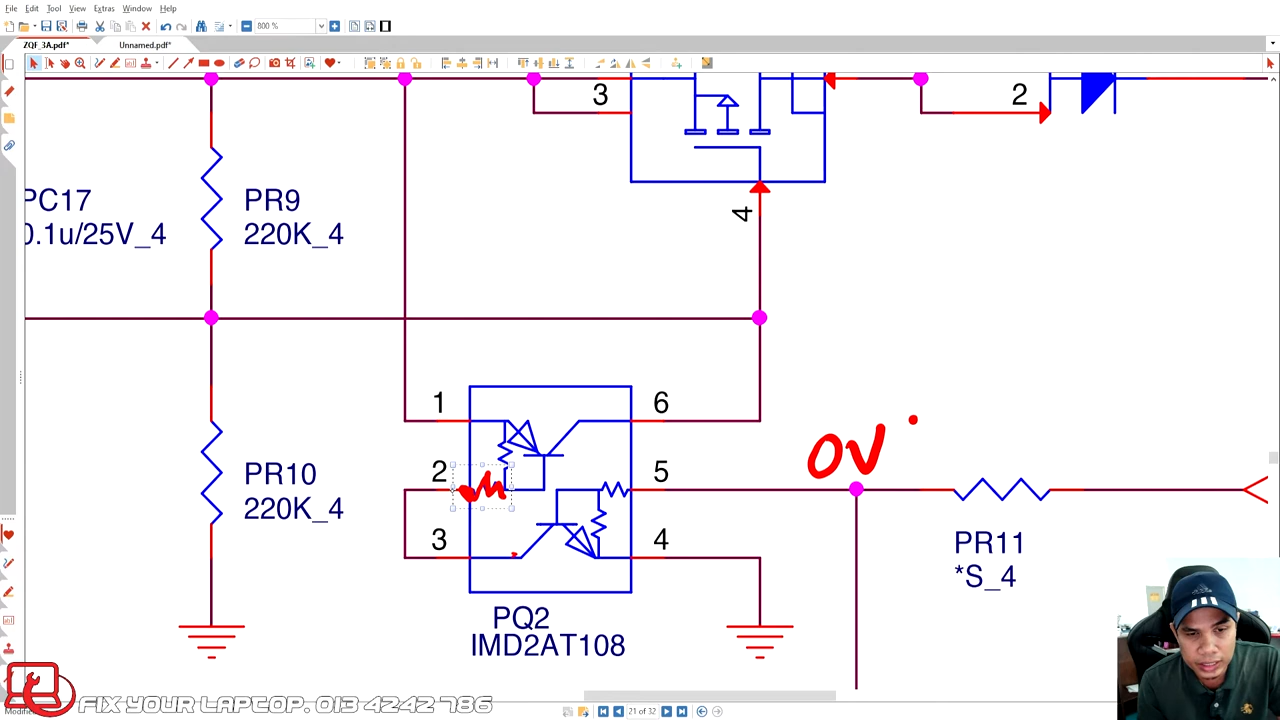 File Edit Tool View Extras Window Help
800 %
ZQF_3A.pdf* Unnamed.pdf*
3
2
4
PC17
0.1u/25V_4
PR9
220K_4
1
6
2
5
0V
3
4
PR10
220K_4
PR11
*S_4
PQ2
IMD2AT108
FIX YOUR LAPTOP. 013 4242 786
21 of 32